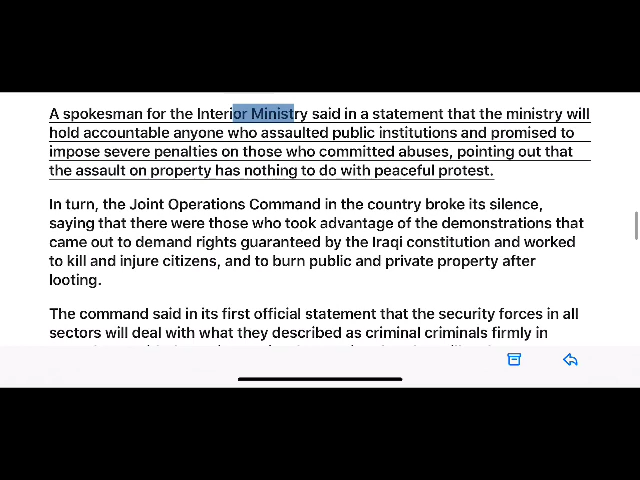 A spokesman for the Interior Ministry said in a statement that the ministry will
hold accountable anyone who assaulted public institutions and promised to
impose severe penalties on those who committed abuses, pointing out that
the assault on property has nothing to do with peaceful protest.
In turn, the Joint Operations Command in the country broke its silence,
saying that there were those who took advantage of the demonstrations that
came out to demand rights guaranteed by the Iraqi constitution and worked
to kill and injure citizens, and to burn public and private property after
looting.
The command said in its first official statement that the security forces in all
sectors will deal with what they described as criminal criminals firmly in